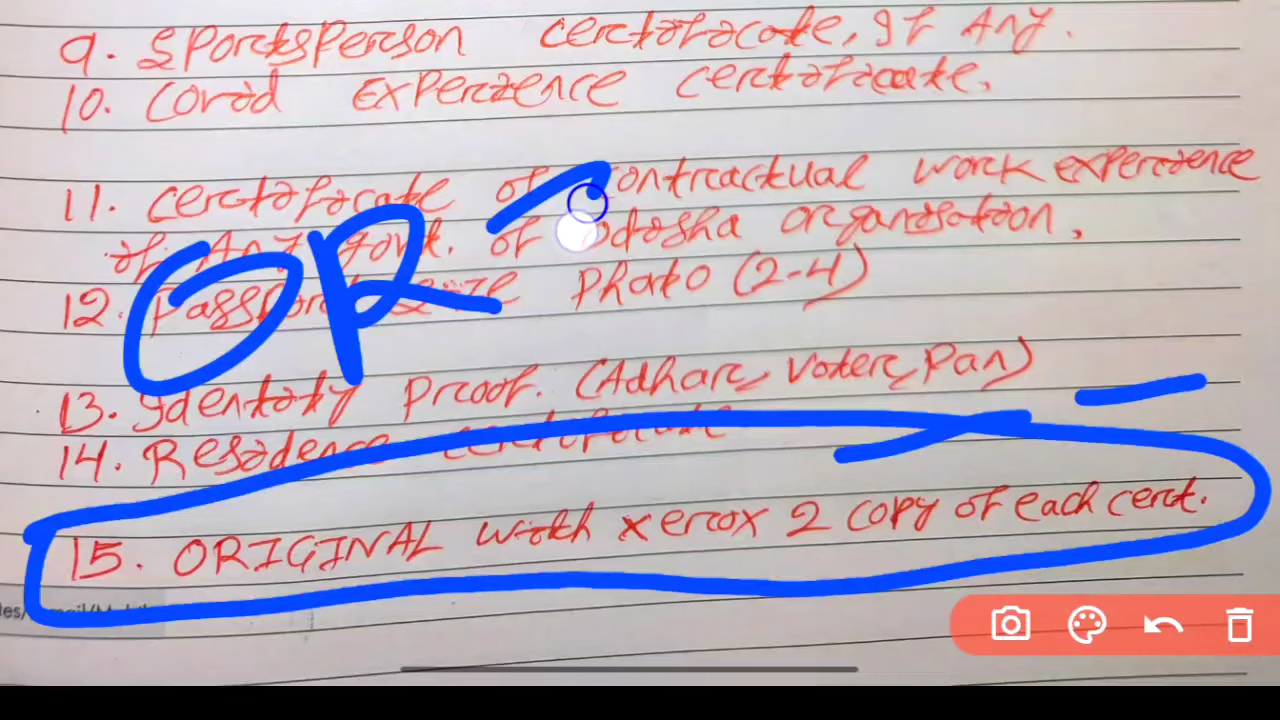 9. Sportsperson certificate, If Any.
10. Covid Experience certificate.
11. certificate of contractual work experience
of Any govt. of Odisha organisation,
12. Passport size Photo (2-4)
13. Identity Proof. (Adhar, Voter, Pan)
14. Residence certificate
15. ORIGINAL with xerox 2 copy of each cert.
OR